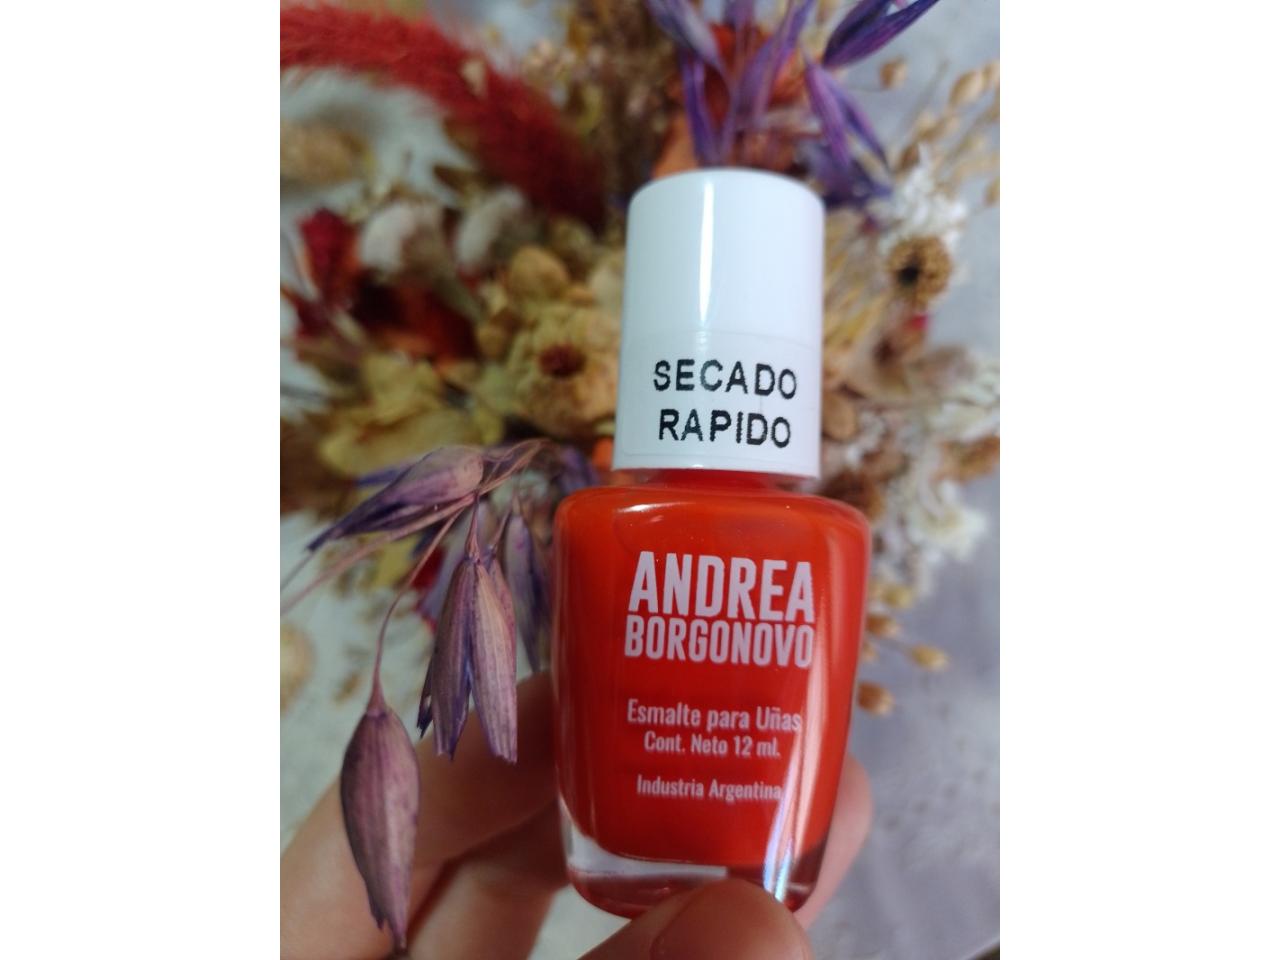 SECADO
RAPIDO
ANDREA
BORGONOVO
Esmalte para Uñas
Cont. Neto 12 ml.
Industria Argentina